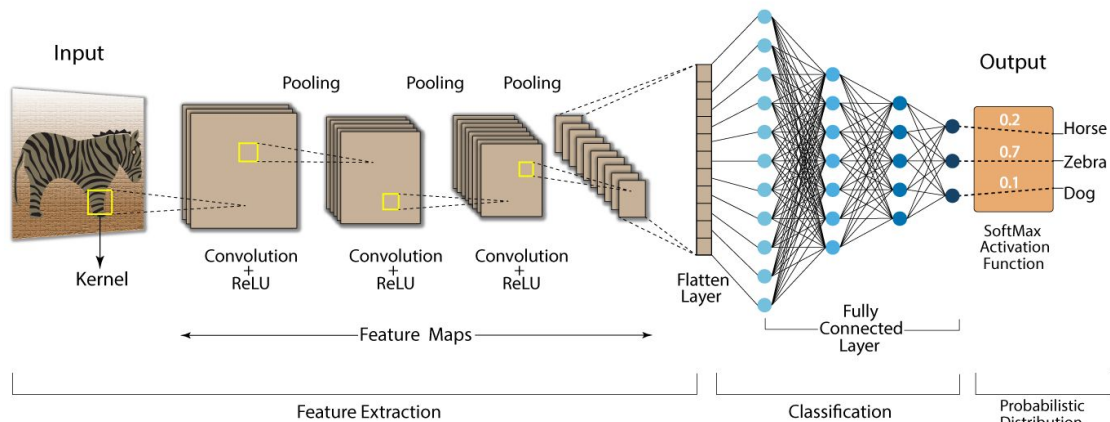 Input
Output
Pooling
Pooling
Pooling
0.2
Horse
0.7
Zebra
0.1
Dog
SoftMax
Activation
Function
Kernel
Convolution
+
ReLU
Convolution
+
ReLU
Convolution
+
ReLU
Flatten
Layer
Feature Maps
Fully
Connected
Layer
Feature Extraction
Classification
Probabilistic
Distribution